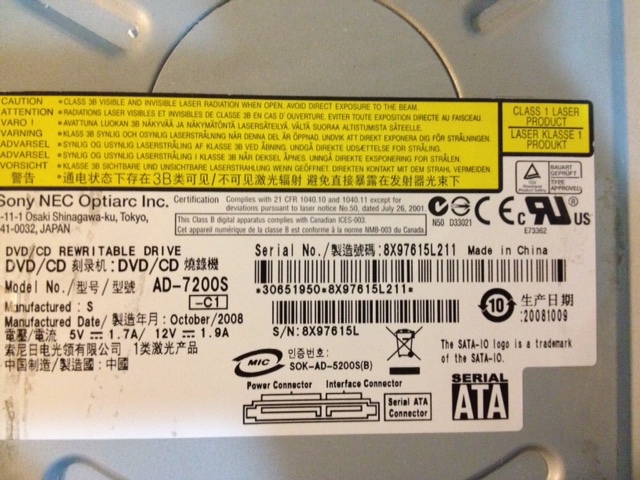 CAUTION •CLASS 3B VISIBLE AND INVISIBLE LASER RADIATION WHEN OPEN. AVOID DIRECT EXPOSURE TO THE BEAM.
ATTENTION •RADIATIONS LASER VISIBLES ET INVISIBLES DE CLASSE 3B EN CAS D'OUVERTURE. EVITER TOUTE EXPOSITION DIRECTE AU FAISCEAU.
VARO ! •AVATTUNA LUOKAN 3B NÄKYVÄÄ JA NÄKYMÄTÖNTÄ LASERSÄTEILYÄ. VÄLTÄ SUORAA ALTISTUMISTA SÄTEELLE.
VARNING •KLASS 3B SYNLIG OCH OSYNLIG LASERSTRÅLNING NÄR DENNA DEL ÄR ÖPPNAD. UNDVIK ATT DIREKT EXPONERA DIG FÖR STRÅLNINGEN.
ADVARSEL •SYNLIG OG USYNLIG LASERSTRÅLING AF KLASSE 3B VED ÅBNING. UNDGÅ DIREKTE UDSÆTTELSE FOR STRÅLING.
ADVARSEL •SYNLIG OG USYNLIG LASERSTRÅLING AV KLASSE 3B NÅR DEKSEL ÅPNES. UNNGÅ DIREKTE EKSPONERING FOR STRÅLEN.
VORSICHT •KLASSE 3B SICHTBARE UND UNSICHTBARE LASERSTRAHLUNG WENN GEÖFFNET. DIREKTEN KONTAKT MIT DEM STRAHL VERMEIDEN.
警告 •通电状态下存在3B类可见/不可见激光辐射 避免直接暴露在发射器光束下
CLASS 1 LASER
PRODUCT
LASER KLASSE 1
PRODUKT
BAUART
GEPRÜFT
TYPE
APPROVED
Sony NEC Optiarc Inc.
-11-1 Osaki Shinagawa-ku, Tokyo,
41-0032, JAPAN
Certification Complies with 21 CFR 1040.10 and 1040.11 except for
deviations pursuant to laser notice No.50, dated July 26, 2001.
This Class B digital apparatus complies with Canadian ICES-003.
Cet appareil numérique de la classe B est conforme à la norme NMB-003 du Canada.
N50 D33021
CE
c RU US
E73362
DVD/CD REWRITABLE DRIVE
DVD/CD 刻录机:DVD/CD 燒錄機
Model No./型号/型號 AD-7200S
-C1
Manufactured : S
Manufactured Date/ 製造年月: October/2008
電壓/電流 5V ⎓ 1.7A/ 12V ⎓ 1.9A
索尼日电光领有限公司 1类激光产品
中国制造/製造國:中國
Serial No./製造號碼:8X97615L211 Made in China
*30651950*8X97615L211*
S/N: 8X97615L
10 生产日期
:20081009
MIC 인증번호:
SOK-AD-5200S(B)
The SATA-IO logo is a trademark
of the SATA-IO.
Power Connector Interface Connector
Serial ATA
Connector
SERIAL
ATA